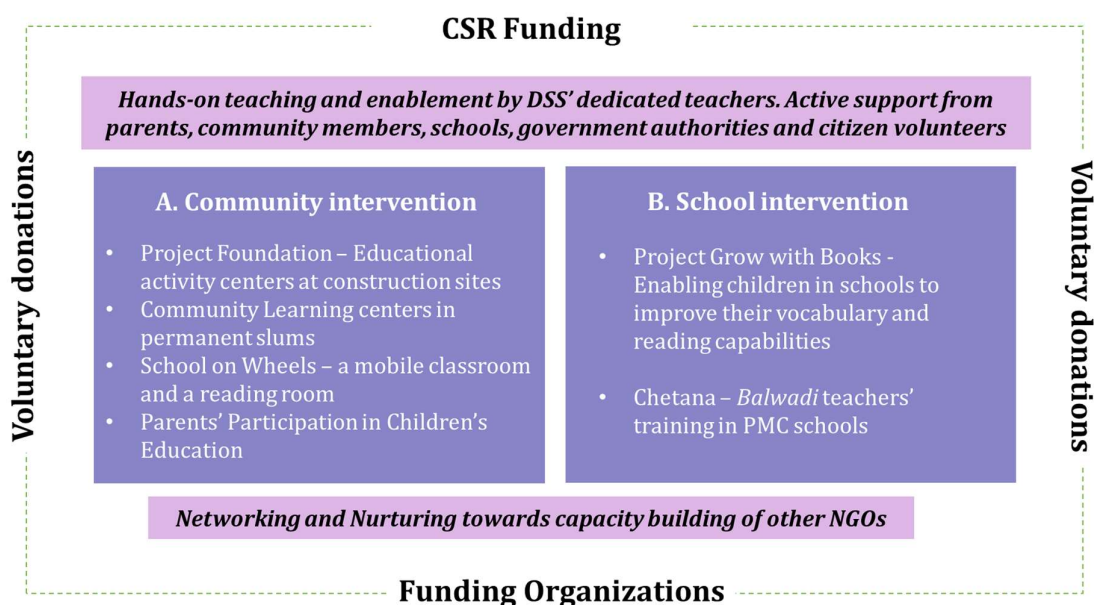 CSR Funding
Hands-on teaching and enablement by DSS’ dedicated teachers. Active support from
parents, community members, schools, government authorities and citizen volunteers
Voluntary donations
A. Community intervention
• Project Foundation – Educational
activity centers at construction sites
• Community Learning centers in
permanent slums
• School on Wheels – a mobile classroom
and a reading room
• Parents’ Participation in Children’s
Education
B. School intervention
• Project Grow with Books -
Enabling children in schools to
improve their vocabulary and
reading capabilities
• Chetana – Balwadi teachers’
training in PMC schools
Voluntary donations
Networking and Nurturing towards capacity building of other NGOs
Funding Organizations